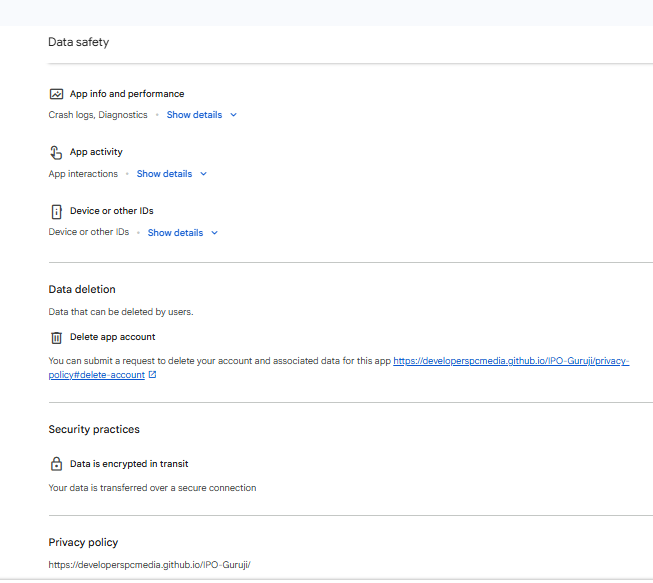 Data safety
App info and performance
Crash logs, Diagnostics • Show details
App activity
App interactions • Show details
Device or other IDs
Device or other IDs • Show details
Data deletion
Data that can be deleted by users.
Delete app account
You can submit a request to delete your account and associated data for this app https://developerspcmedia.github.io/IPO-Guruji/privacy-
policy#delete-account
Security practices
Data is encrypted in transit
Your data is transferred over a secure connection
Privacy policy
https://developerspcmedia.github.io/IPO-Guruji/